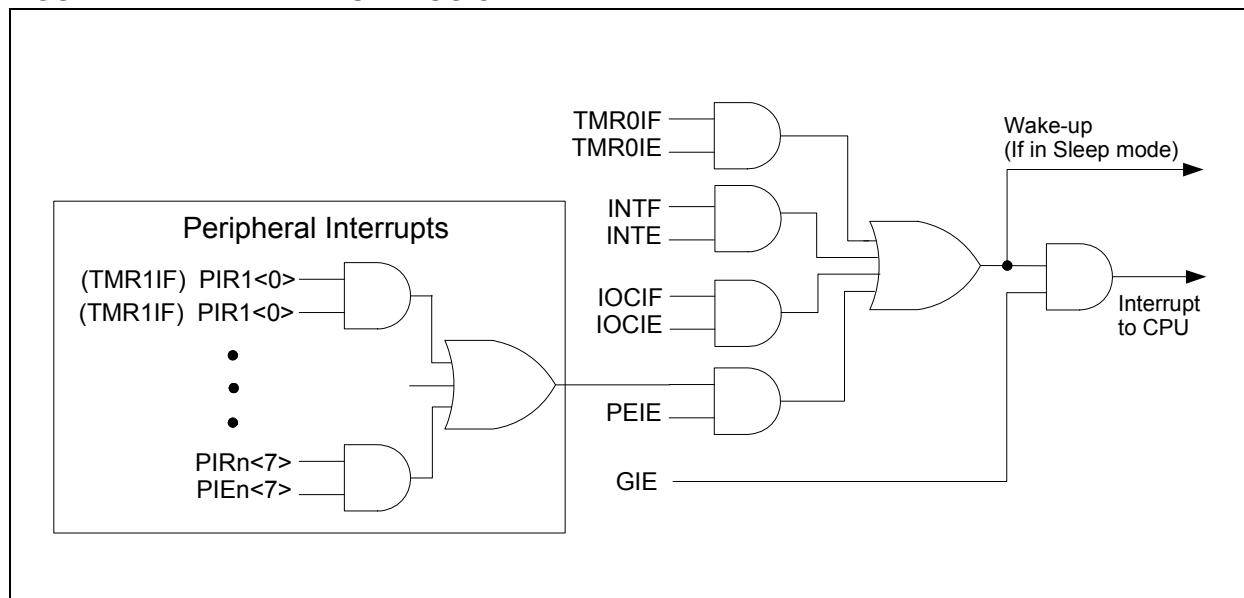 TMR0IF
TMR0IE
Wake-up
(If in Sleep mode)
INTF
INTE
Peripheral Interrupts
(TMR1IF) PIR1<0>
(TMR1IF) PIR1<0>
IOCIF
IOCIE
Interrupt
to CPU
PEIE
PIRn<7>
PIEn<7>
GIE